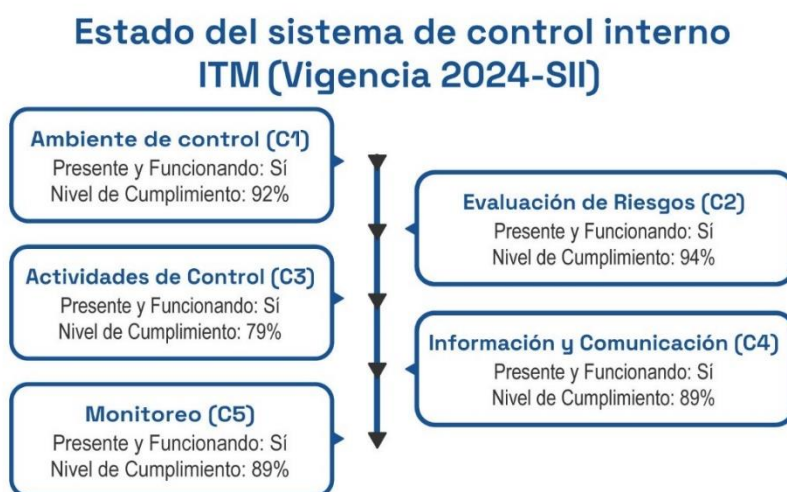 Estado del sistema de control interno
ITM (Vigencia 2024-SII)
Ambiente de control (C1)
Presente y Funcionando: Sí
Nivel de Cumplimiento: 92%
Evaluación de Riesgos (C2)
Presente y Funcionando: Sí
Nivel de Cumplimiento: 94%
Actividades de Control (C3)
Presente y Funcionando: Sí
Nivel de Cumplimiento: 79%
Información y Comunicación (C4)
Presente y Funcionando: Sí
Nivel de Cumplimiento: 89%
Monitoreo (C5)
Presente y Funcionando: Sí
Nivel de Cumplimiento: 89%